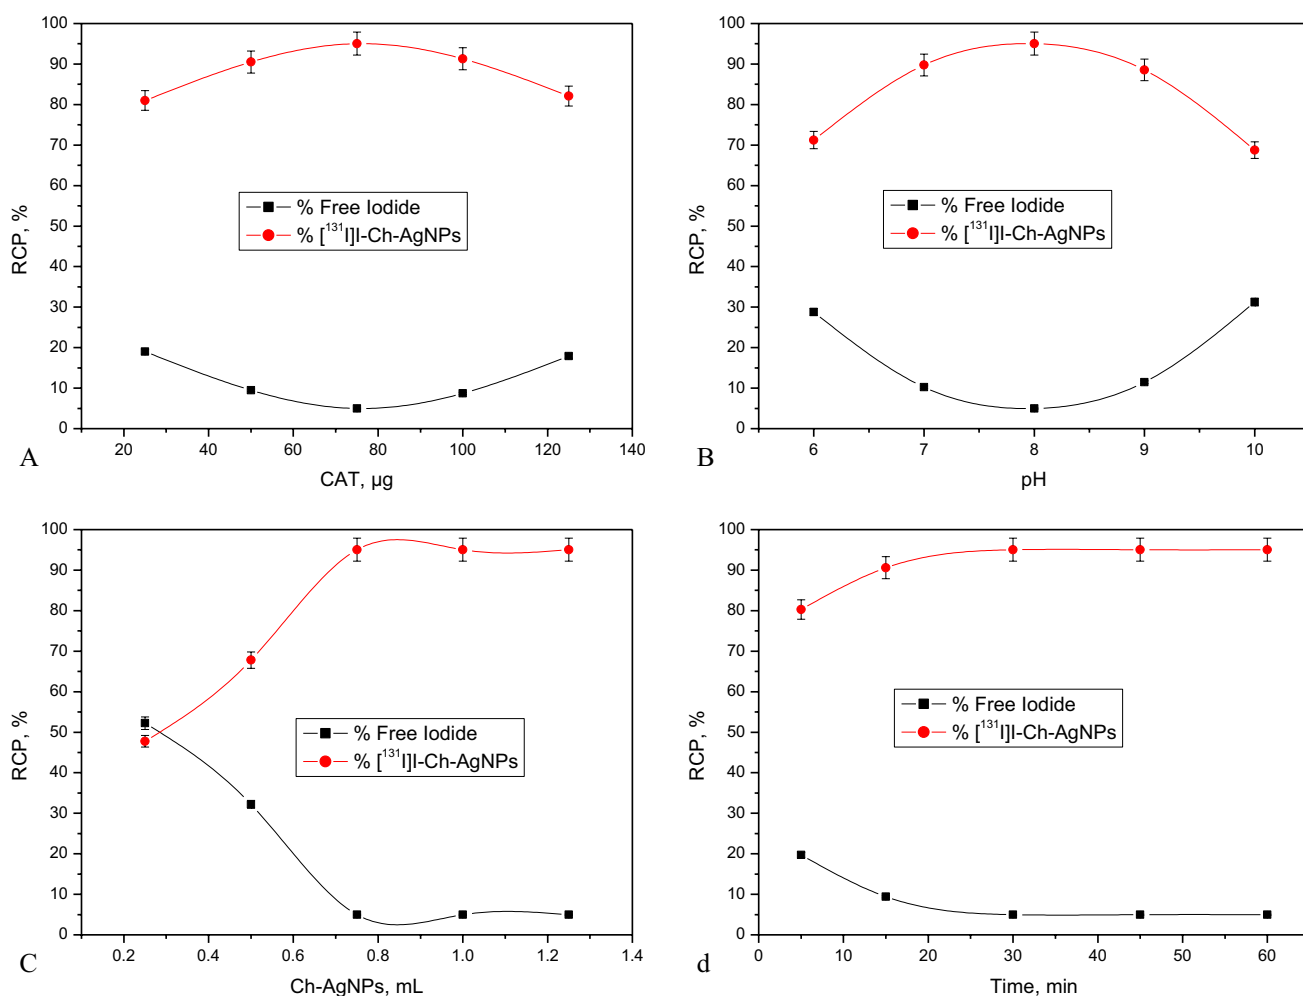 100
90
80
70
60
50
40
30
20
10
0
RCP, %
% Free Iodide
% [¹³¹I]I-Ch-AgNPs
20 40 60 80 100 120 140
CAT, µg
A
100
90
80
70
60
50
40
30
20
10
0
RCP, %
% Free Iodide
% [¹³¹I]I-Ch-AgNPs
6 7 8 9 10
pH
B
100
90
80
70
60
50
40
30
20
10
0
RCP, %
% Free Iodide
% [¹³¹I]I-Ch-AgNPs
0.2 0.4 0.6 0.8 1.0 1.2 1.4
Ch-AgNPs, mL
C
100
90
80
70
60
50
40
30
20
10
0
RCP, %
% Free Iodide
% [¹³¹I]I-Ch-AgNPs
0 10 20 30 40 50 60
Time, min
d